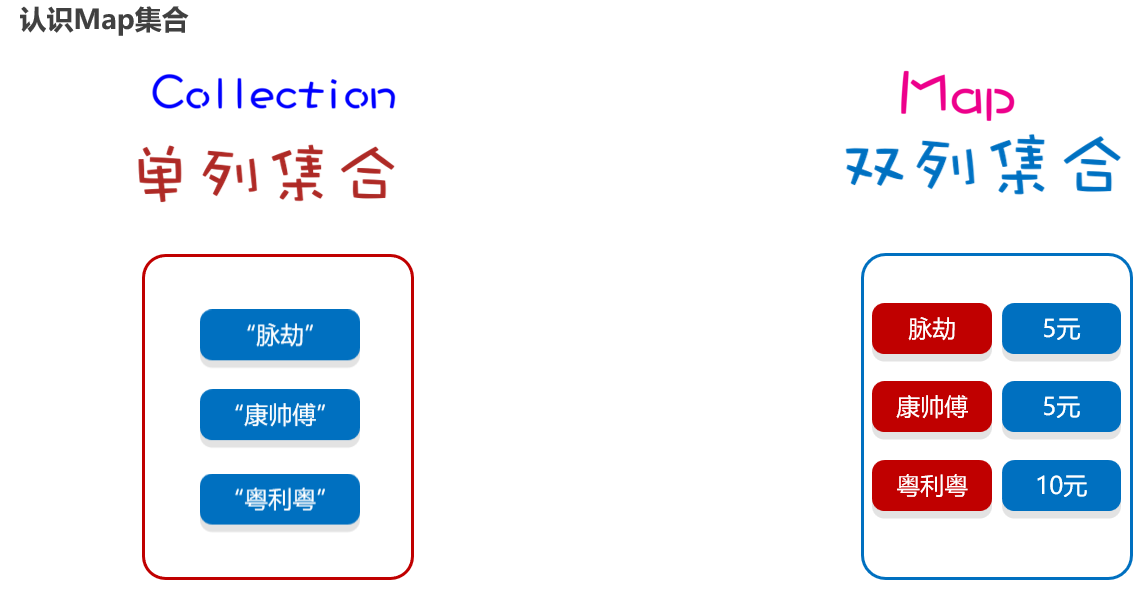 认识Map集合
Collection
单列集合
“脉劫”
“康帅傅”
“粤利粤”
Map
双列集合
脉劫 5元
康帅傅 5元
粤利粤 10元